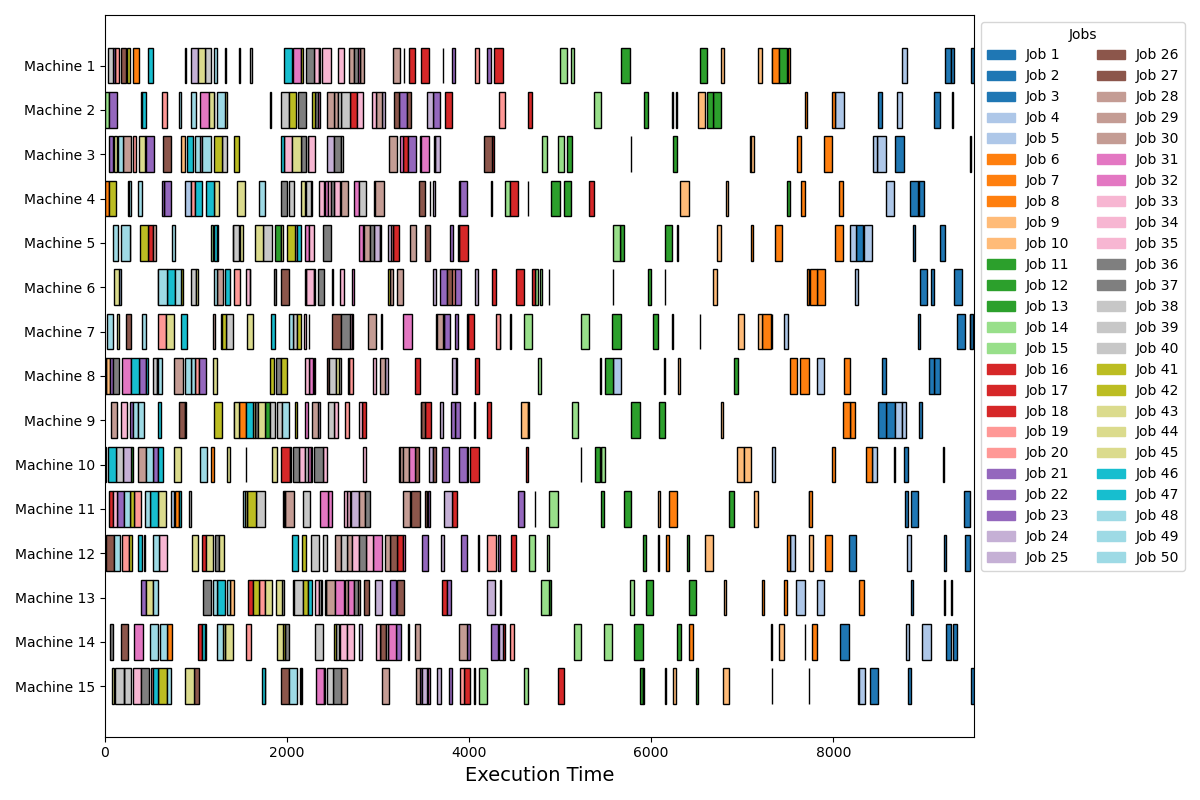 Machine 1
Machine 2
Machine 3
Machine 4
Machine 5
Machine 6
Machine 7
Machine 8
Machine 9
Machine 10
Machine 11
Machine 12
Machine 13
Machine 14
Machine 15
0 2000 4000 6000 8000
Execution Time
Jobs
Job 1
Job 2
Job 3
Job 4
Job 5
Job 6
Job 7
Job 8
Job 9
Job 10
Job 11
Job 12
Job 13
Job 14
Job 15
Job 16
Job 17
Job 18
Job 19
Job 20
Job 21
Job 22
Job 23
Job 24
Job 25
Job 26
Job 27
Job 28
Job 29
Job 30
Job 31
Job 32
Job 33
Job 34
Job 35
Job 36
Job 37
Job 38
Job 39
Job 40
Job 41
Job 42
Job 43
Job 44
Job 45
Job 46
Job 47
Job 48
Job 49
Job 50